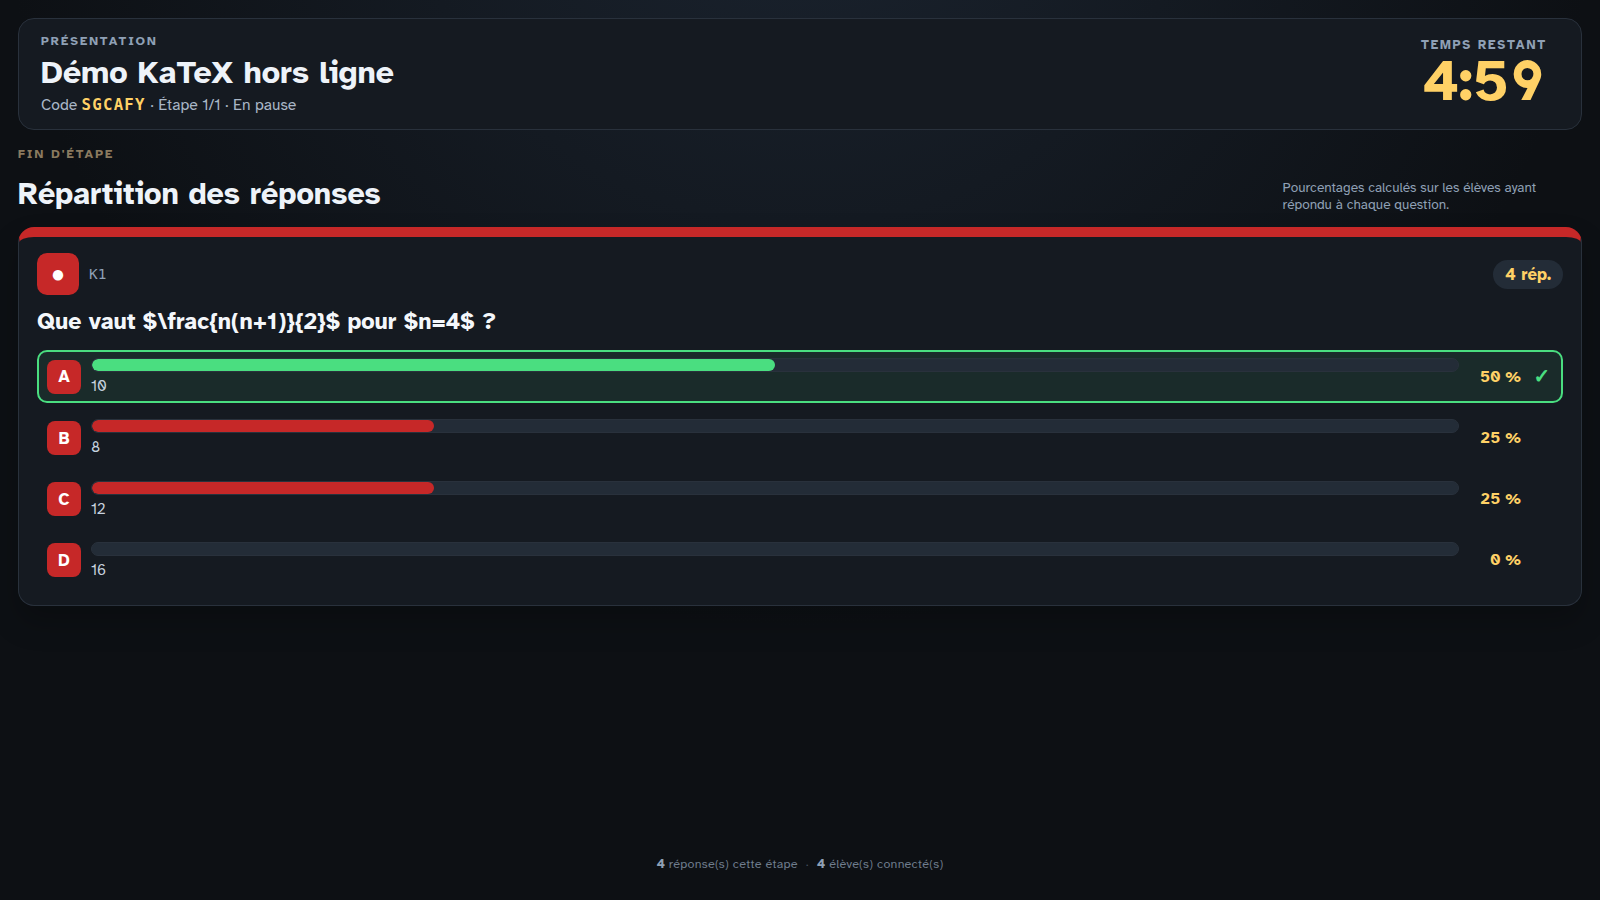 PRÉSENTATION
Démo KaTeX hors ligne
Code SGCAFY · Étape 1/1 · En pause
TEMPS RESTANT
4:59
FIN D'ÉTAPE
Répartition des réponses
Pourcentages calculés sur les élèves ayant
répondu à chaque question.
K1
4 rép.
Que vaut $\frac{n(n+1)}{2}$ pour $n=4$ ?
A
10
50 % ✓
B
8
25 %
C
12
25 %
D
16
0 %
4 réponse(s) cette étape · 4 élève(s) connecté(s)